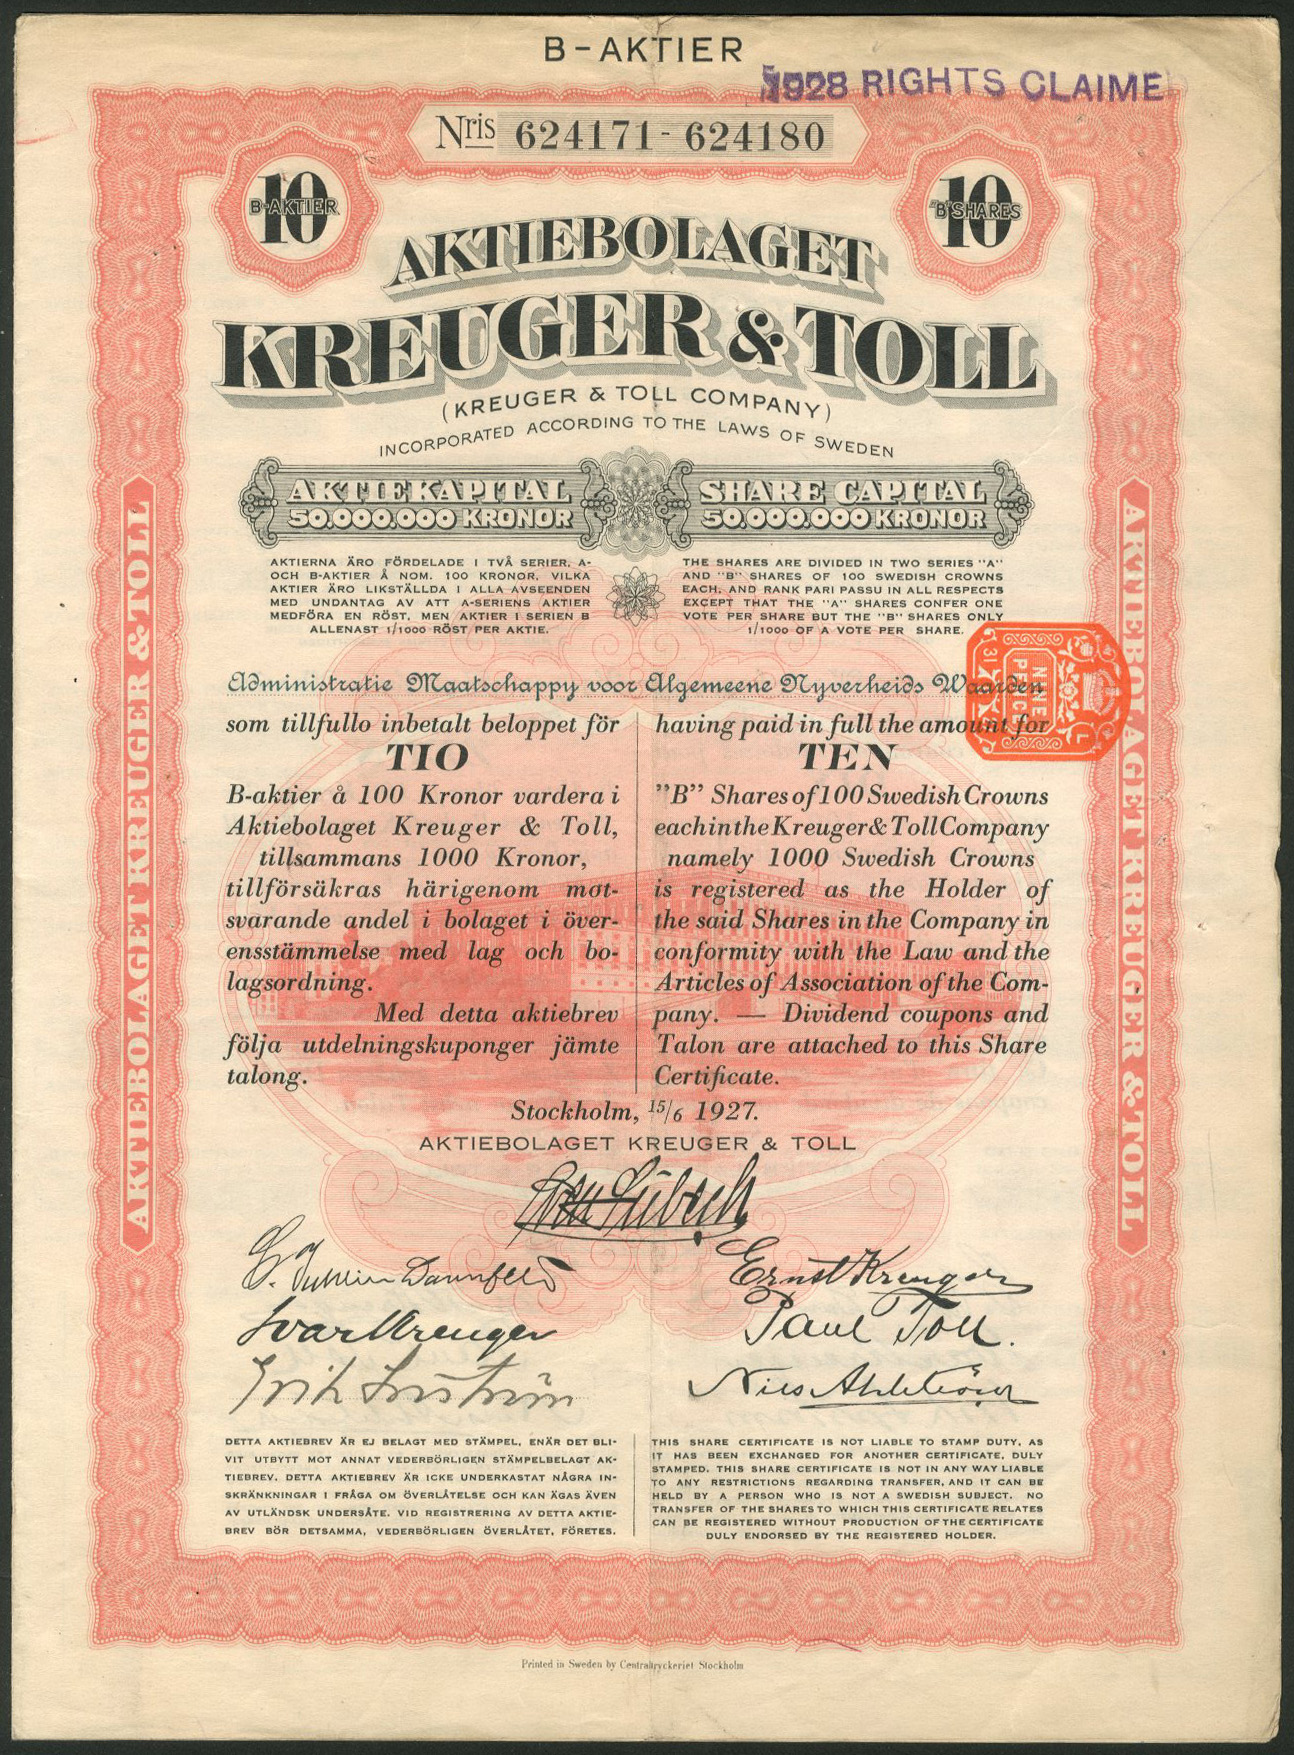 B-AKTIER
1928 RIGHTS CLAIMED
Nris 624171 - 624180
10
B-AKTIER
10
"B" SHARES
AKTIEBOLAGET
KREUGER & TOLL
(KREUGER & TOLL COMPANY)
INCORPORATED ACCORDING TO THE LAWS OF SWEDEN
AKTIEKAPITAL
50.000.000 KRONOR
SHARE CAPITAL
50.000.000 KRONOR
AKTIERNA ÄRO FÖRDELADE I TVÅ SERIER, A-
OCH B-AKTIER Å NOM. 100 KRONOR, VILKA
AKTIER ÄRO LIKSTÄLLDA I ALLA AVSEENDEN
MED UNDANTAG AV ATT A-SERIENS AKTIER
MEDFÖRA EN RÖST, MEN AKTIER I SERIEN B
ALLENAST 1/1000 RÖST PER AKTIE.
THE SHARES ARE DIVIDED IN TWO SERIES "A"
AND "B" SHARES OF 100 SWEDISH CROWNS
EACH, AND RANK PARI PASSU IN ALL RESPECTS
EXCEPT THAT THE "A" SHARES CONFER ONE
VOTE PER SHARE BUT THE "B" SHARES ONLY
1/1000 OF A VOTE PER SHARE.
NINE
PENCE
31
Administratie Maatschappy voor Algemeene Nyverheids Waarden
som tillfullo inbetalt beloppet för
TIO
B-aktier å 100 Kronor vardera i
Aktiebolaget Kreuger & Toll,
tillsammans 1000 Kronor,
tillförsäkras härigenom mot-
svarande andel i bolaget i över-
ensstämmelse med lag och bo-
lagsordning.
Med detta aktiebrev
följa utdelningskuponger jämte
talong.
having paid in full the amount for
TEN
"B" Shares of 100 Swedish Crowns
each in the Kreuger & Toll Company
namely 1000 Swedish Crowns
is registered as the Holder of
the said Shares in the Company in
conformity with the Law and the
Articles of Association of the Com-
pany. — Dividend coupons and
Talon are attached to this Share
Certificate.
Stockholm, 15/6 1927.
AKTIEBOLAGET KREUGER & TOLL
Ernst Kreuger
Ivar Kreuger
Paul Toll.
Nils Ahlström
DETTA AKTIEBREV ÄR EJ BELAGT MED STÄMPEL, ENÄR DET BLI-
VIT UTBYTT MOT ANNAT VEDERBÖRLIGEN STÄMPELBELAGT AK-
TIEBREV. DETTA AKTIEBREV ÄR ICKE UNDERKASTAT NÅGRA IN-
SKRÄNKNINGAR I FRÅGA OM ÖVERLÅTELSE OCH KAN ÄGAS ÄVEN
AV UTLÄNDSK UNDERSÅTE. VID REGISTRERING AV DETTA AKTIE-
BREV BÖR DETSAMMA, VEDERBÖRLIGEN ÖVERLÅTET, FÖRETES.
THIS SHARE CERTIFICATE IS NOT LIABLE TO STAMP DUTY, AS
IT HAS BEEN EXCHANGED FOR ANOTHER CERTIFICATE, DULY
STAMPED. THIS SHARE CERTIFICATE IS NOT IN ANY WAY LIABLE
TO ANY RESTRICTIONS REGARDING TRANSFER, AND IT CAN BE
HELD BY A PERSON WHO IS NOT A SWEDISH SUBJECT. NO
TRANSFER OF THE SHARES TO WHICH THIS CERTIFICATE RELATES
CAN BE REGISTERED WITHOUT PRODUCTION OF THE CERTIFICATE
DULY ENDORSED BY THE REGISTERED HOLDER.
AKTIEBOLAGET KREUGER & TOLL
AKTIEBOLAGET KREUGER & TOLL
Printed in Sweden by Centraltryckeriet Stockholm